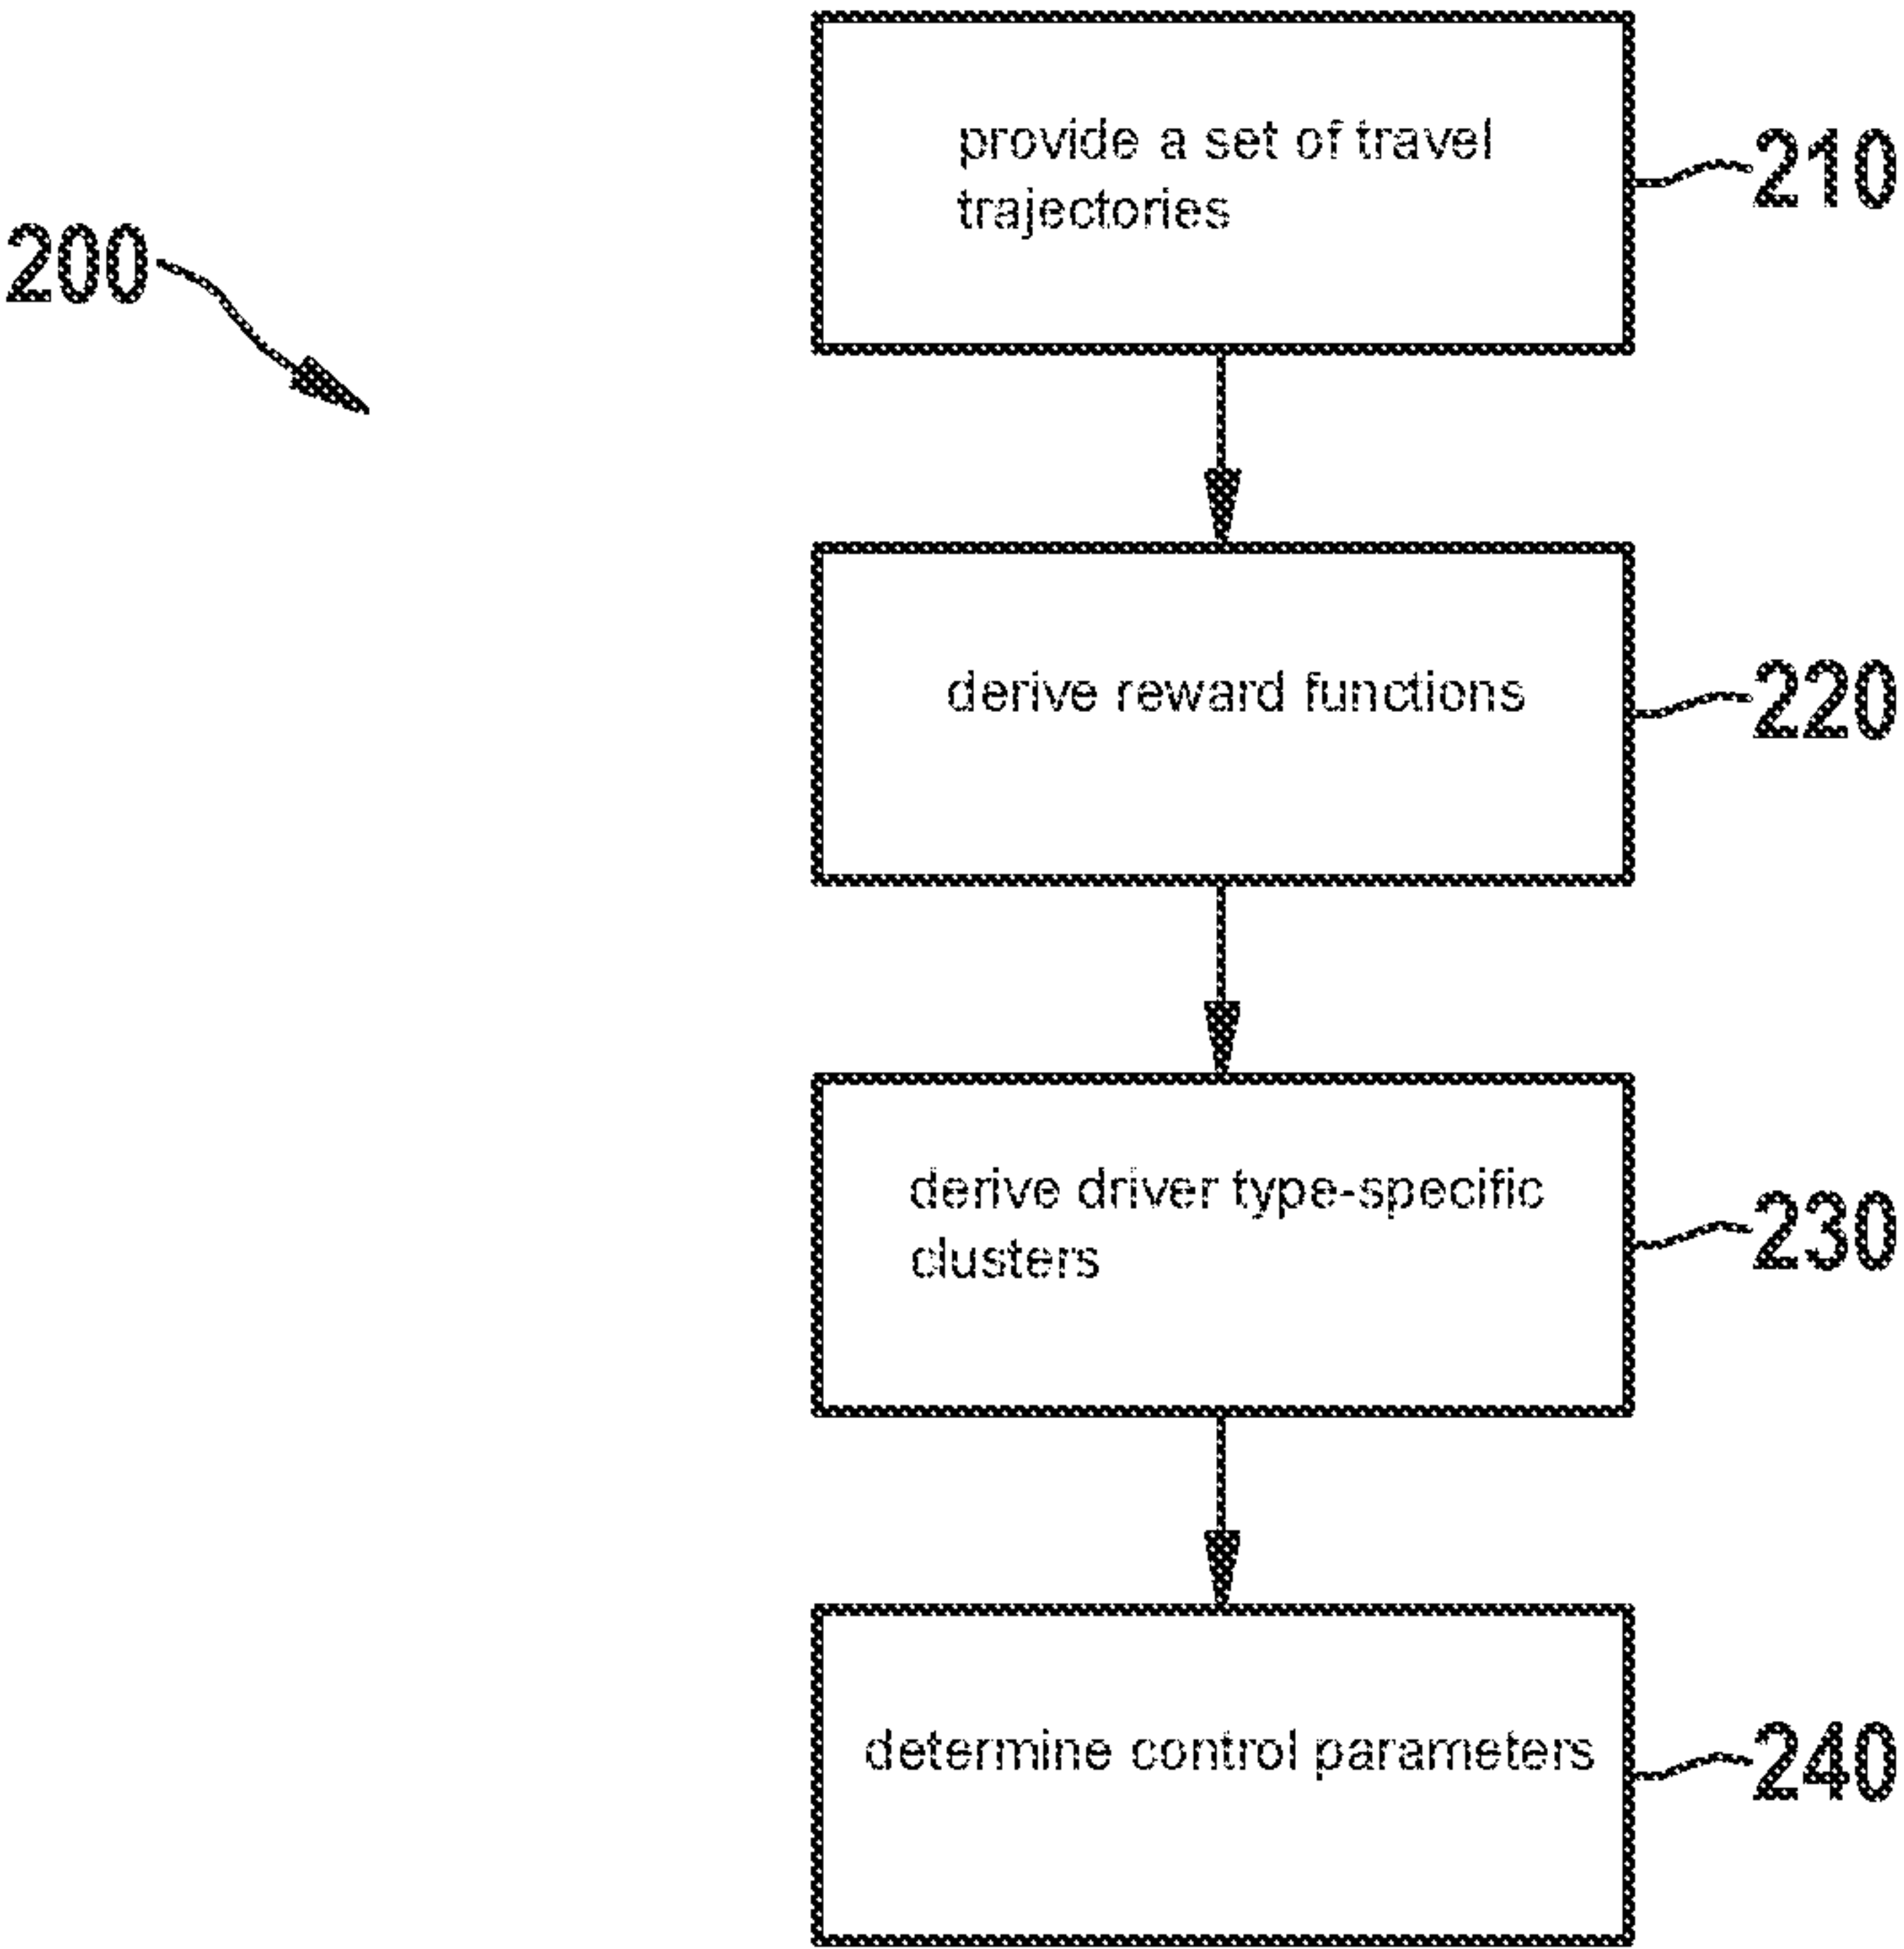 provide a set of travel
trajectories
210
200
derive reward functions
220
derive driver type-specific
clusters
230
determine control parameters
240